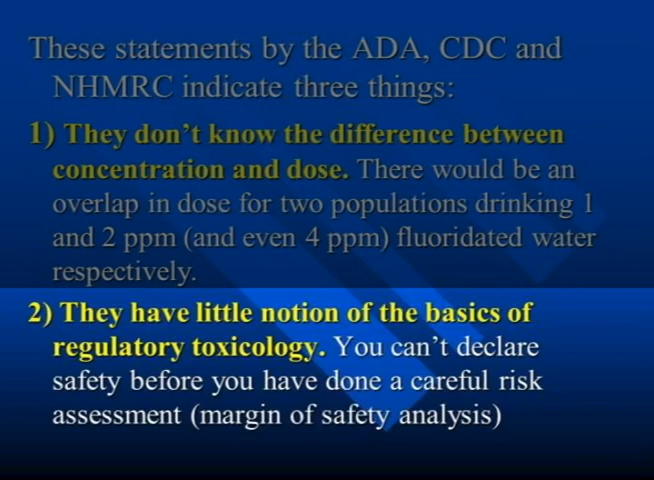 These statements by the ADA, CDC and
NHMRC indicate three things:
1) They don't know the difference between
concentration and dose. There would be an
overlap in dose for two populations drinking 1
and 2 ppm (and even 4 ppm) fluoridated water
respectively.
2) They have little notion of the basics of
regulatory toxicology. You can't declare
safety before you have done a careful risk
assessment (margin of safety analysis)